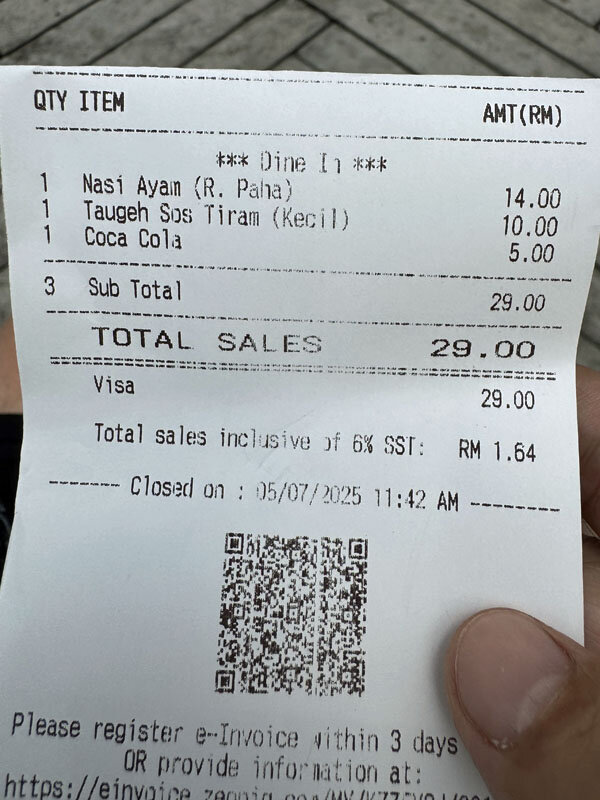 QTY ITEM AMT(RM)
*** Dine In ***
1 Nasi Ayam (R. Paha) 14.00
1 Taugeh Sos Tiram (Kecil) 10.00
1 Coca Cola 5.00
3 Sub Total 29.00
TOTAL SALES 29.00
Visa 29.00
Total sales inclusive of 6% SST: RM 1.64
Closed on : 05/07/2025 11:42 AM
Please register e-Invoice within 3 days
OR provide information at: